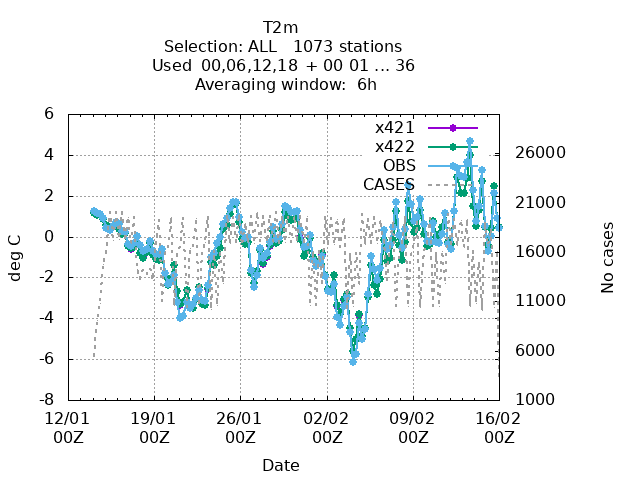 T2m
Selection: ALL   1073 stations
Used  00,06,12,18  + 00 01 ... 36
Averaging window:  6h
x421
x422
OBS
CASES
deg C
6
4
2
0
-2
-4
-6
-8
26000
21000
16000
11000
6000
1000
No cases
12/01 19/01 26/01 02/02 09/02 16/02
00Z 00Z 00Z 00Z 00Z 00Z
Date